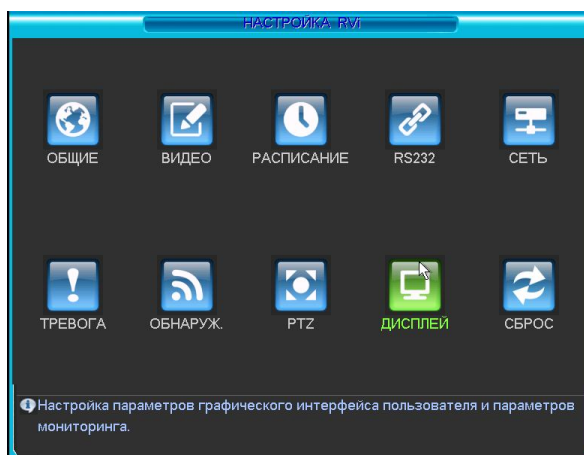 НАСТРОЙКА RVi
ОБЩИЕ ВИДЕО РАСПИСАНИЕ RS232 СЕТЬ
ТРЕВОГА ОБНАРУЖ. PTZ ДИСПЛЕЙ СБРОС
Настройка параметров графического интерфейса пользователя и параметров
мониторинга.